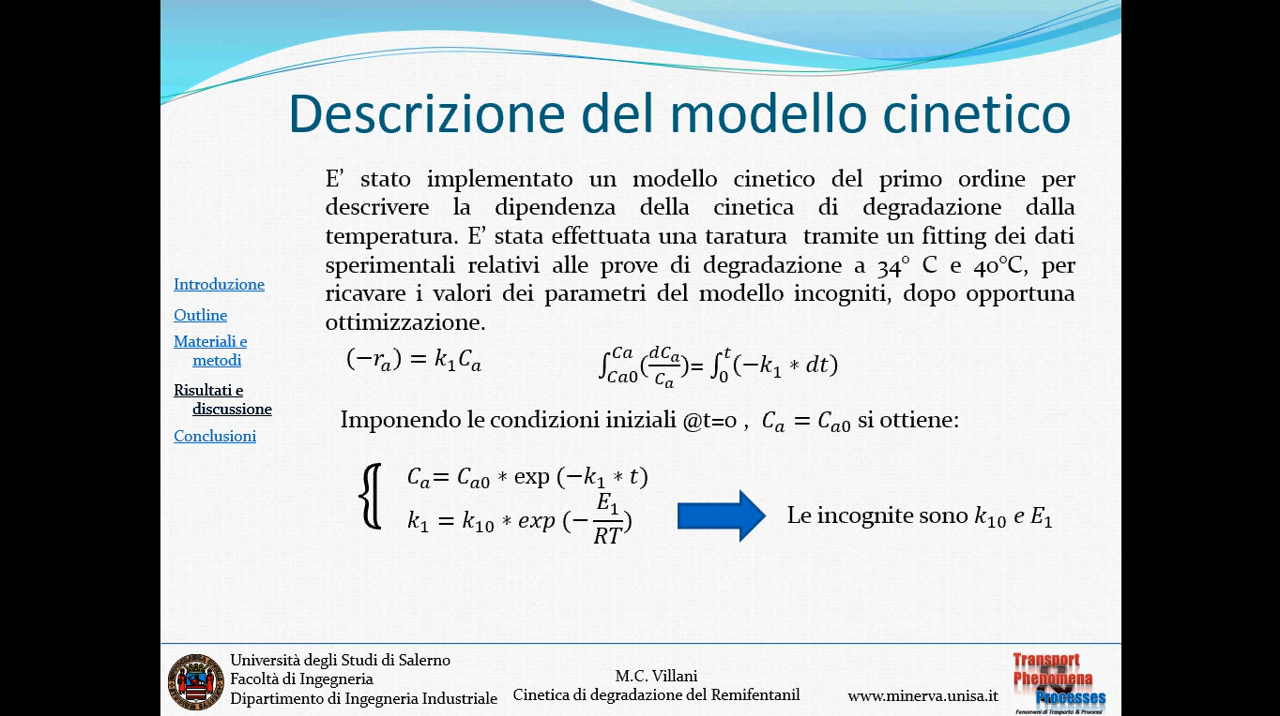 Descrizione del modello cinetico
E’ stato implementato un modello cinetico del primo ordine per
descrivere la dipendenza della cinetica di degradazione dalla
temperatura. E’ stata effettuata una taratura tramite un fitting dei dati
sperimentali relativi alle prove di degradazione a 34° C e 40°C, per
ricavare i valori dei parametri del modello incogniti, dopo opportuna
ottimizzazione.
(−r_a) = k_1C_a
∫_{Ca0}^{Ca}(dC_a/C_a)= ∫_0^t(−k_1 ∗ dt)
Imponendo le condizioni iniziali @t=0 , C_a = C_{a0} si ottiene:
{ C_a= C_{a0} ∗ exp (−k_1 ∗ t)
k_1 = k_{10} ∗ exp (−E_1/RT)
Le incognite sono k_{10} e E_1
Introduzione
Outline
Materiali e
metodi
Risultati e
discussione
Conclusioni
Università degli Studi di Salerno
Facoltà di Ingegneria
Dipartimento di Ingegneria Industriale
M.C. Villani
Cinetica di degradazione del Remifentanil
www.minerva.unisa.it
Transport
Phenomena
& Processes
Fenomeni di Trasporto & Processi